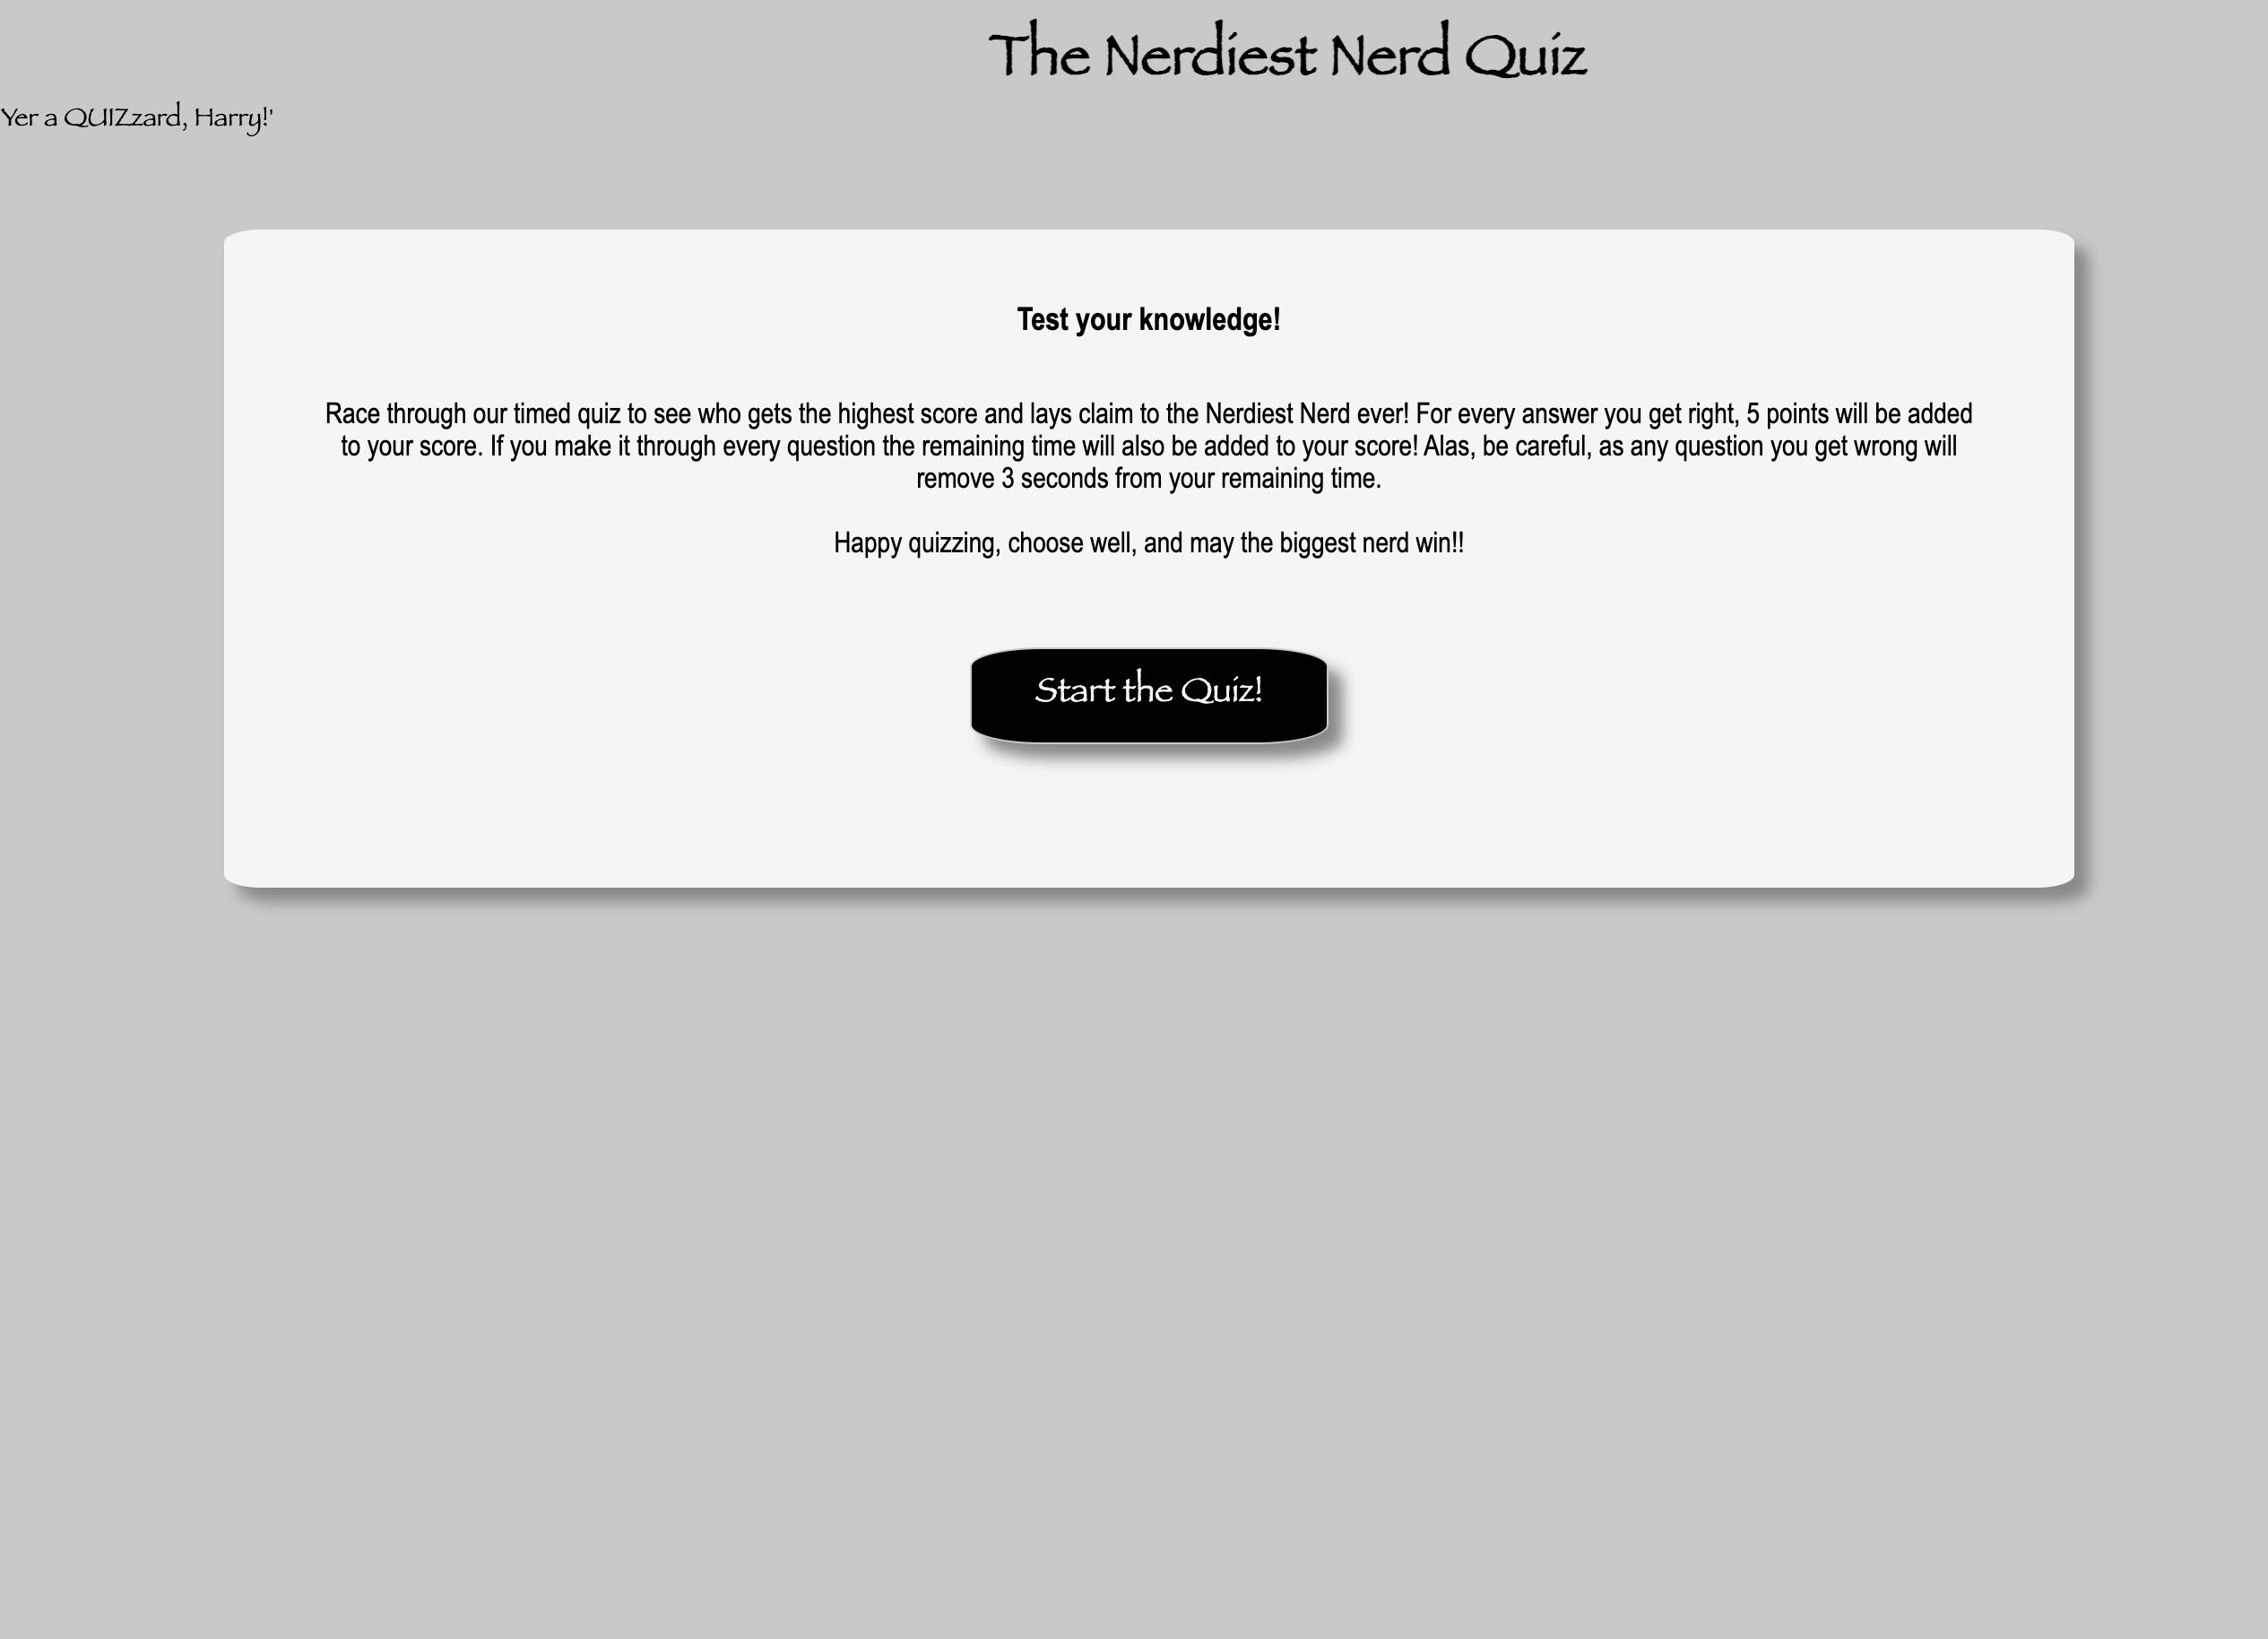 The Nerdiest Nerd Quiz
Yer a QUIZzard, Harry!'
Test your knowledge!
Race through our timed quiz to see who gets the highest score and lays claim to the Nerdiest Nerd ever! For every answer you get right, 5 points will be added
to your score. If you make it through every question the remaining time will also be added to your score! Alas, be careful, as any question you get wrong will
remove 3 seconds from your remaining time.
Happy quizzing, choose well, and may the biggest nerd win!!
Start the Quiz!